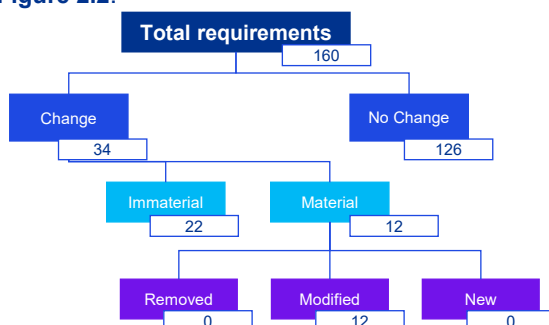 Figure 2.2:
Total requirements
160
Change
No Change
34
126
Immaterial
Material
22
12
Removed
Modified
New
0
12
0